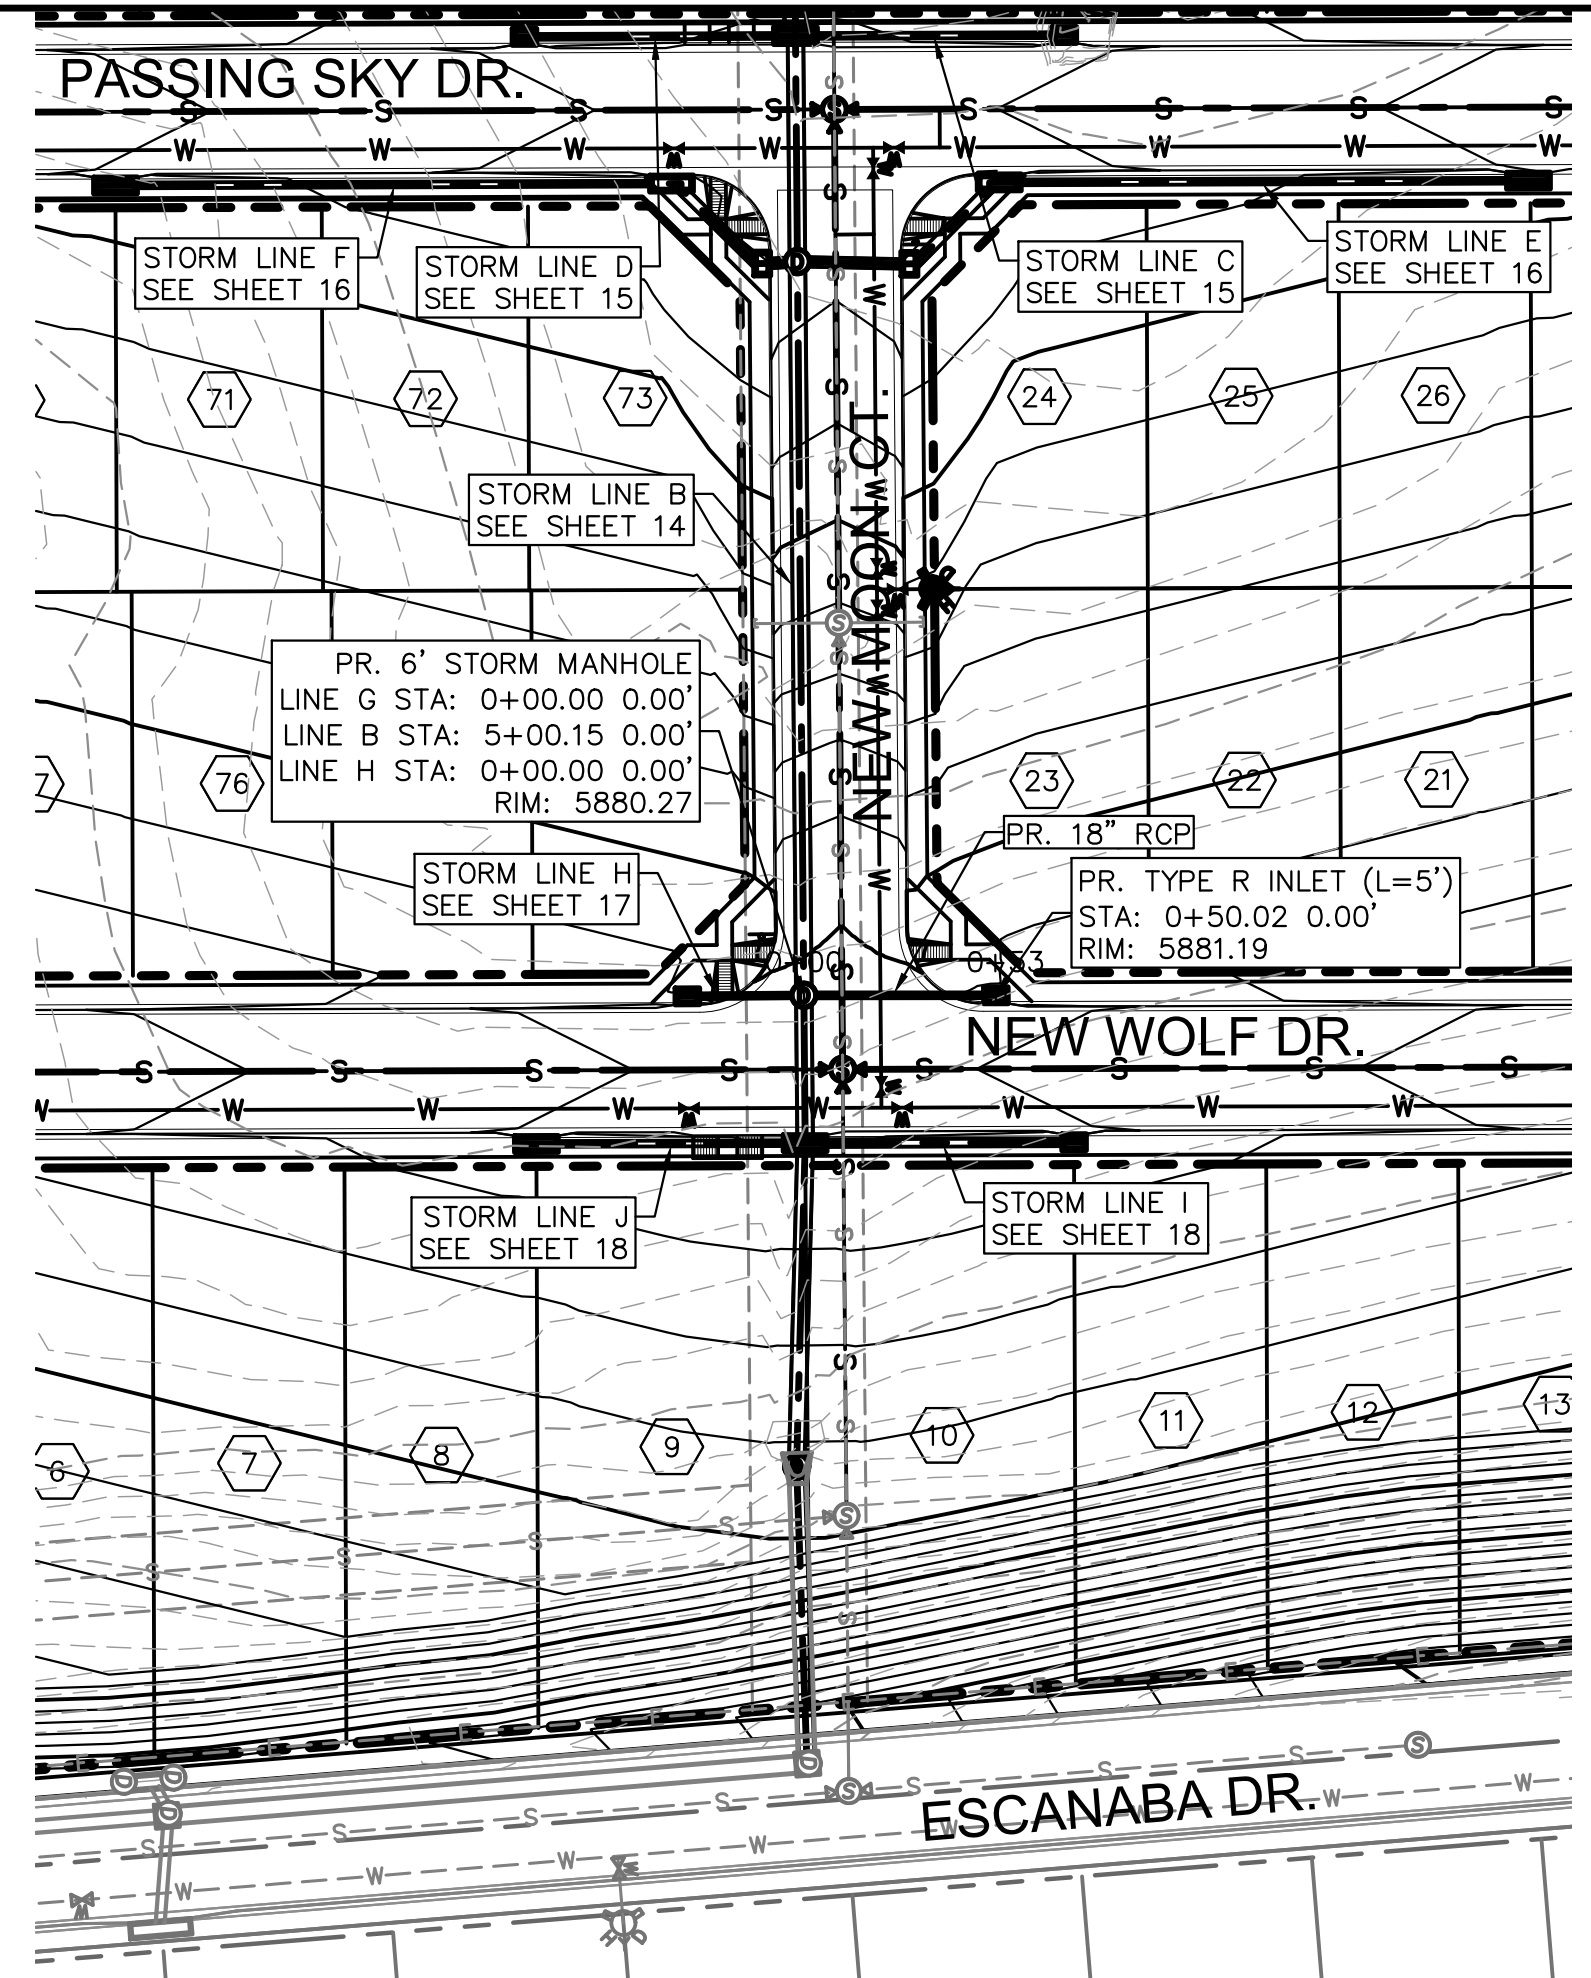 PASSING SKY DR.
STORM LINE F
SEE SHEET 16
STORM LINE D
SEE SHEET 15
STORM LINE C
SEE SHEET 15
STORM LINE E
SEE SHEET 16
71
72
73
24
25
26
STORM LINE B
SEE SHEET 14
NEW MOON CT.
PR. 6' STORM MANHOLE
LINE G STA: 0+00.00 0.00'
LINE B STA: 5+00.15 0.00'
LINE H STA: 0+00.00 0.00'
RIM: 5880.27
76
23
22
21
PR. 18" RCP
STORM LINE H
SEE SHEET 17
PR. TYPE R INLET (L=5')
STA: 0+50.02 0.00'
RIM: 5881.19
0+00
0+53
NEW WOLF DR.
STORM LINE J
SEE SHEET 18
STORM LINE I
SEE SHEET 18
6
7
8
9
10
11
12
13
ESCANABA DR.